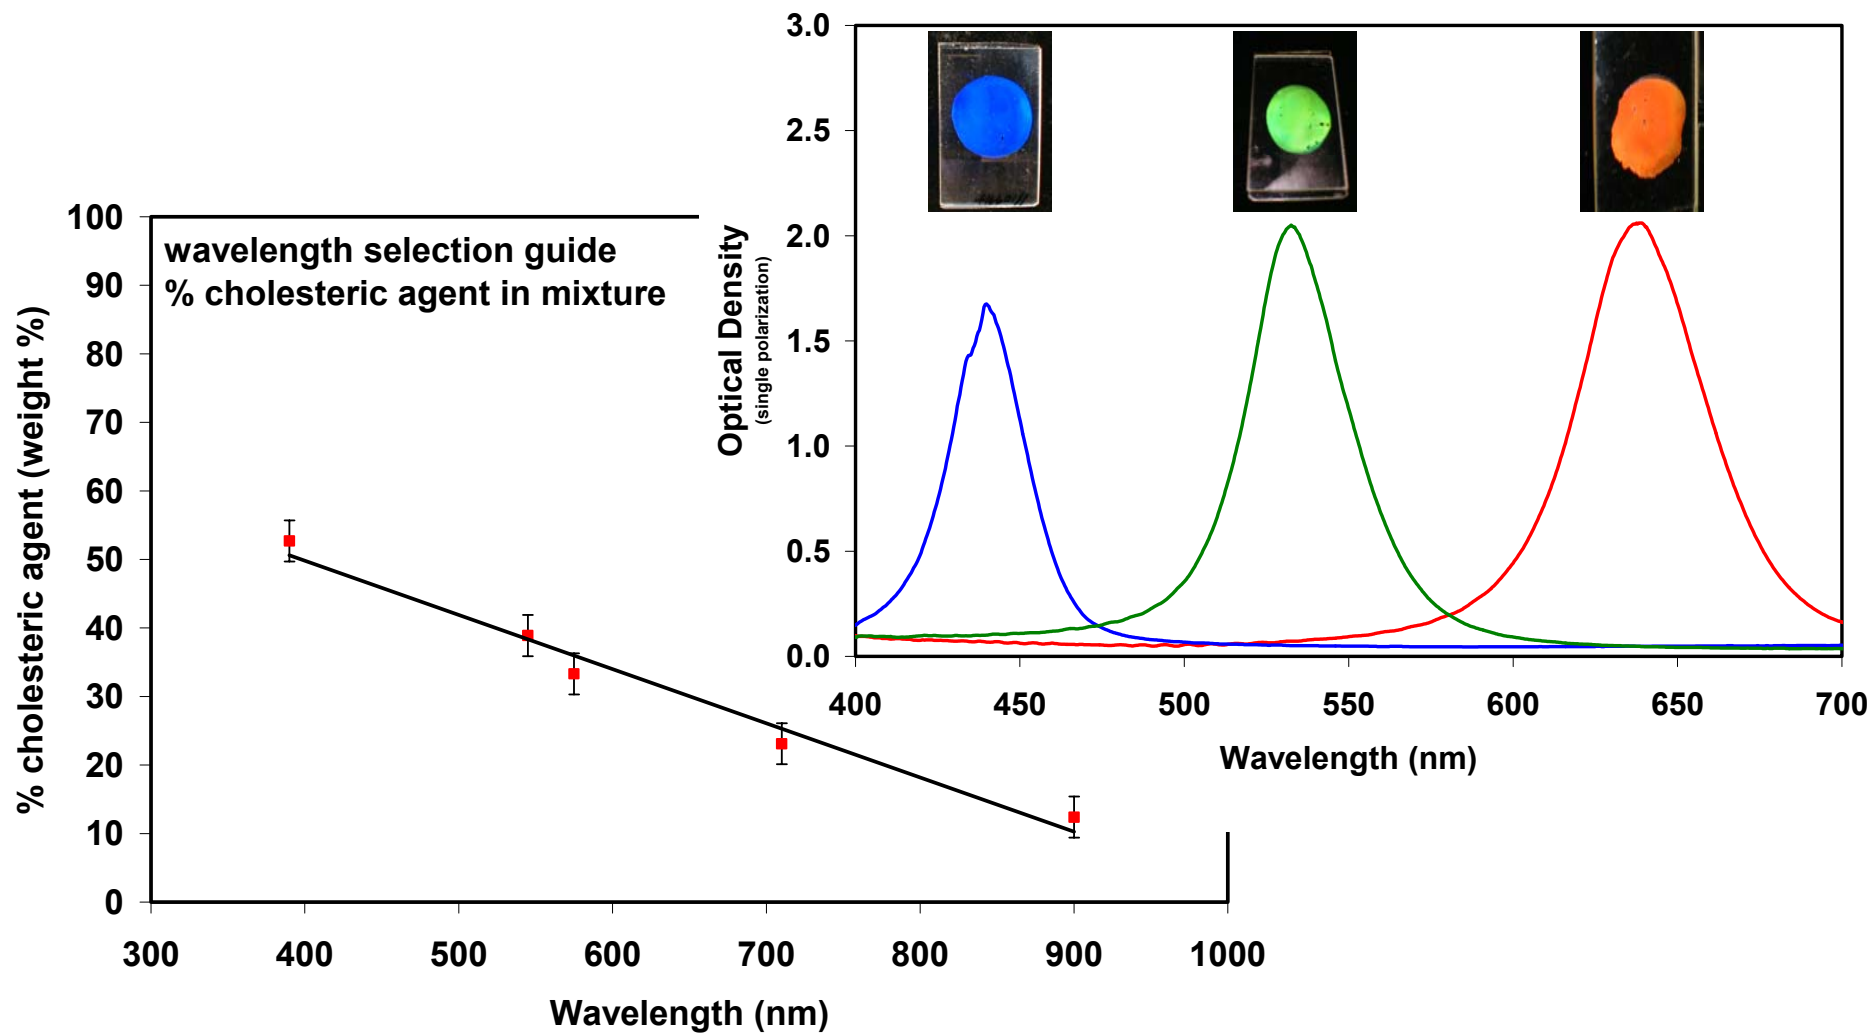 wavelength selection guide
% cholesteric agent in mixture
% cholesteric agent (weight %)
100
90
80
70
60
50
40
30
20
10
0
300 400 500 600 700 800 900 1000
Wavelength (nm)
Optical Density
(single polarization)
3.0
2.5
2.0
1.5
1.0
0.5
0.0
400 450 500 550 600 650 700
Wavelength (nm)